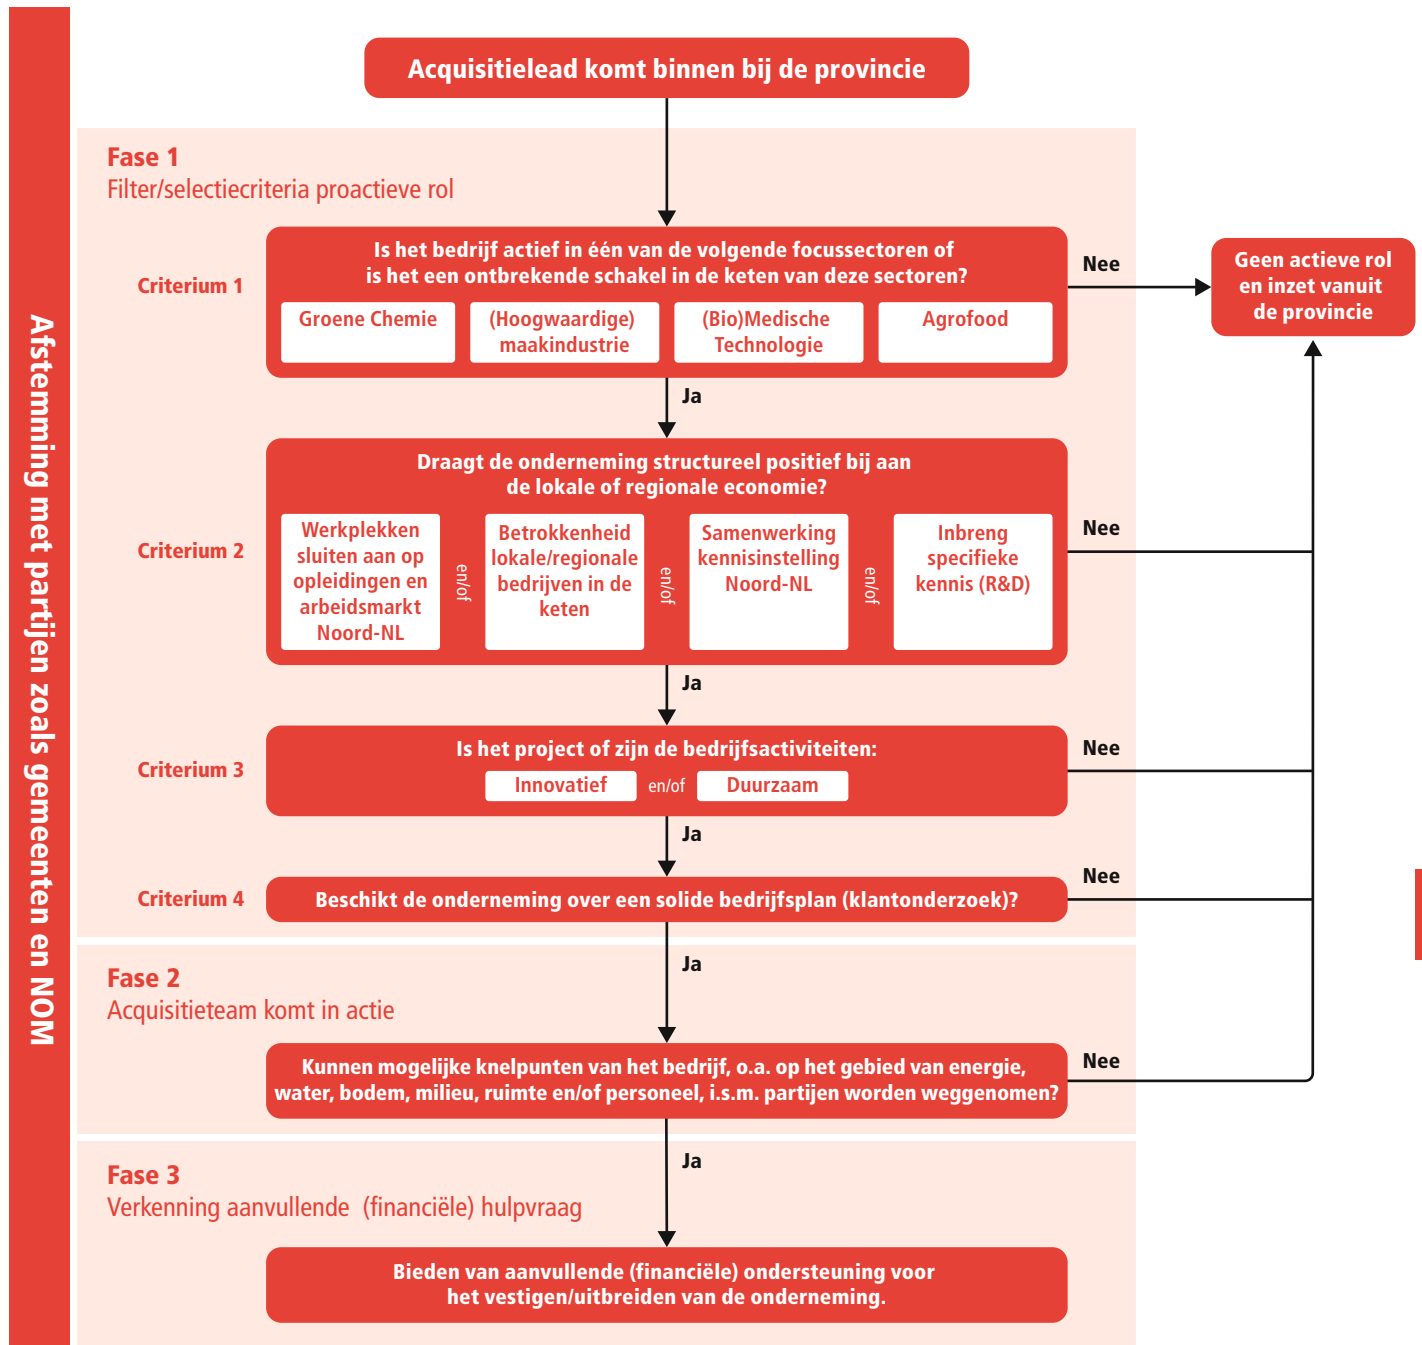 Afstemming met partijen zoals gemeenten en NOM
Acquisitielead komt binnen bij de provincie
Fase 1
Filter/selectiecriteria proactieve rol
Criterium 1
Is het bedrijf actief in één van de volgende focussectoren of
is het een ontbrekende schakel in de keten van deze sectoren?
Groene Chemie
(Hoogwaardige)
maakindustrie
(Bio)Medische
Technologie
Agrofood
Nee
Geen actieve rol
en inzet vanuit
de provincie
Ja
Criterium 2
Draagt de onderneming structureel positief bij aan
de lokale of regionale economie?
Werkplekken
sluiten aan op
opleidingen en
arbeidsmarkt
Noord-NL
en/of
Betrokkenheid
lokale/regionale
bedrijven in de
keten
en/of
Samenwerking
kennisinstelling
Noord-NL
en/of
Inbreng
specifieke
kennis (R&D)
Nee
Ja
Criterium 3
Is het project of zijn de bedrijfsactiviteiten:
Innovatief en/of Duurzaam
Nee
Ja
Criterium 4
Beschikt de onderneming over een solide bedrijfsplan (klantonderzoek)?
Nee
Ja
Fase 2
Acquisitieteam komt in actie
Kunnen mogelijke knelpunten van het bedrijf, o.a. op het gebied van energie,
water, bodem, milieu, ruimte en/of personeel, i.s.m. partijen worden weggenomen?
Nee
Ja
Fase 3
Verkenning aanvullende (financiële) hulpvraag
Bieden van aanvullende (financiële) ondersteuning voor
het vestigen/uitbreiden van de onderneming.